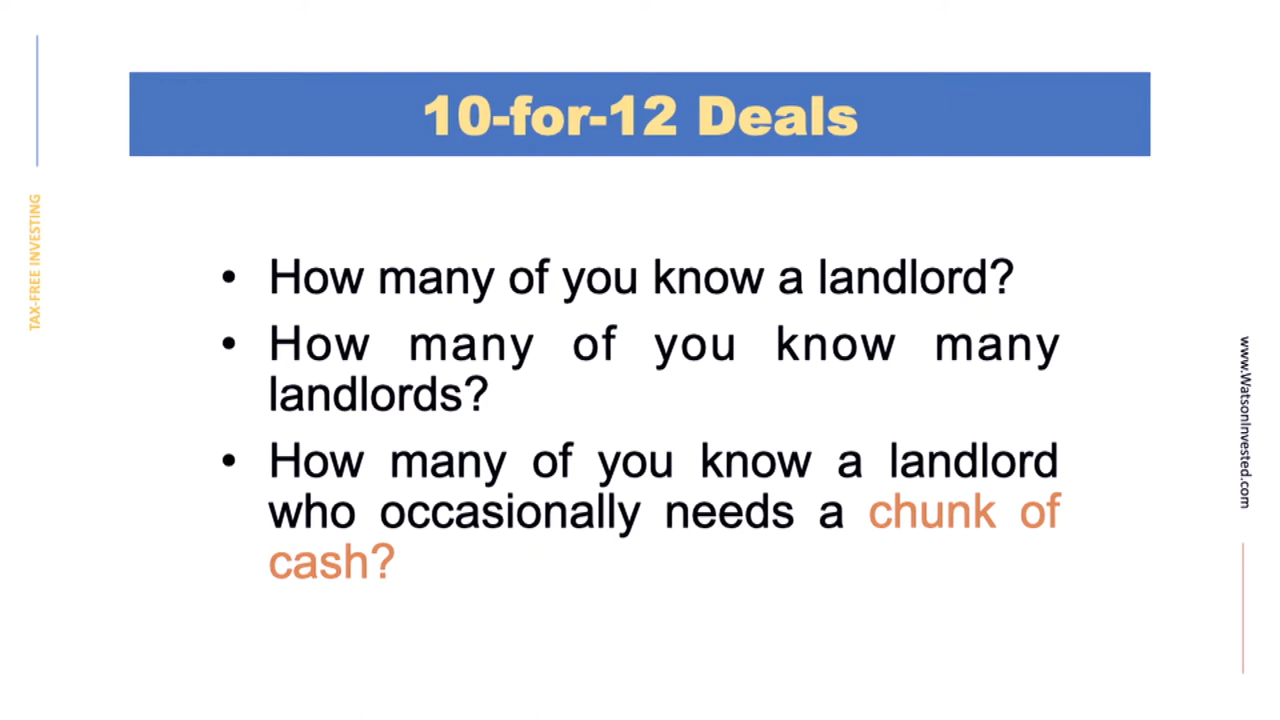 10-for-12 Deals
TAX-FREE INVESTING
• How many of you know a landlord?
• How many of you know many
landlords?
• How many of you know a landlord
who occasionally needs a chunk of
cash?
www.WatsonInvested.com